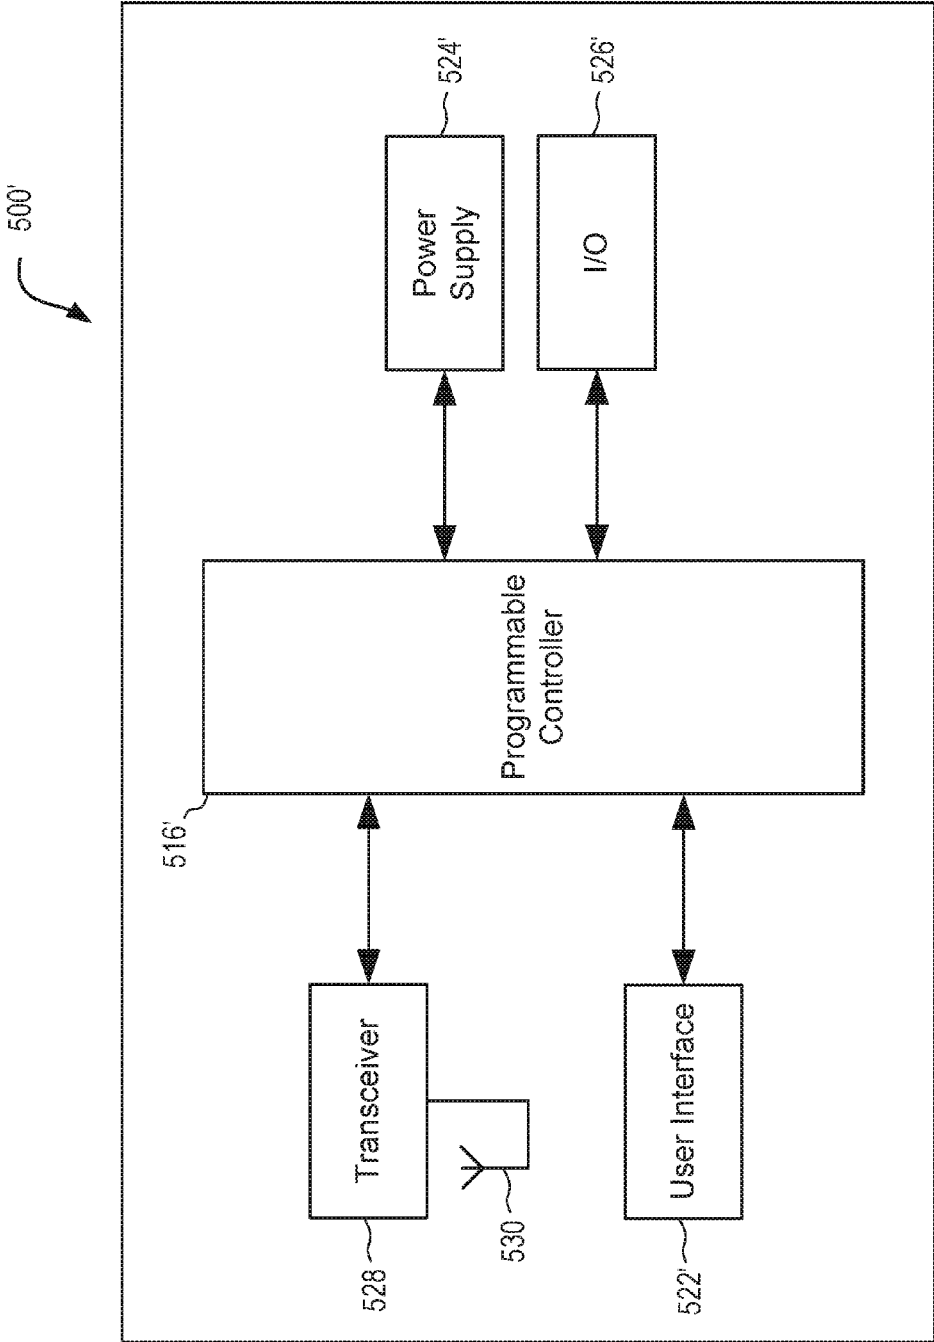 500'
528
Transceiver
530
522'
User Interface
516'
Programmable
Controller
Power
Supply
524'
I/O
526'